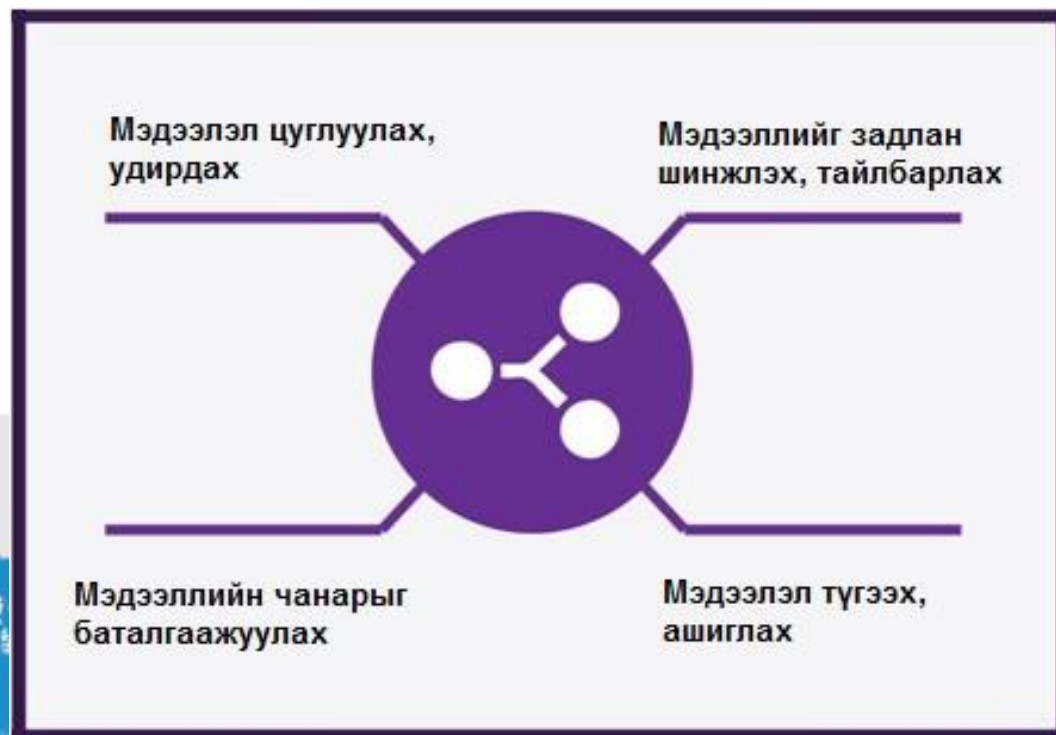 Мэдээлэл цуглуулах,
удирдах
Мэдээллийг задлан
шинжлэх, тайлбарлах
Мэдээллийн чанарыг
баталгаажуулах
Мэдээлэл түгээх,
ашиглах